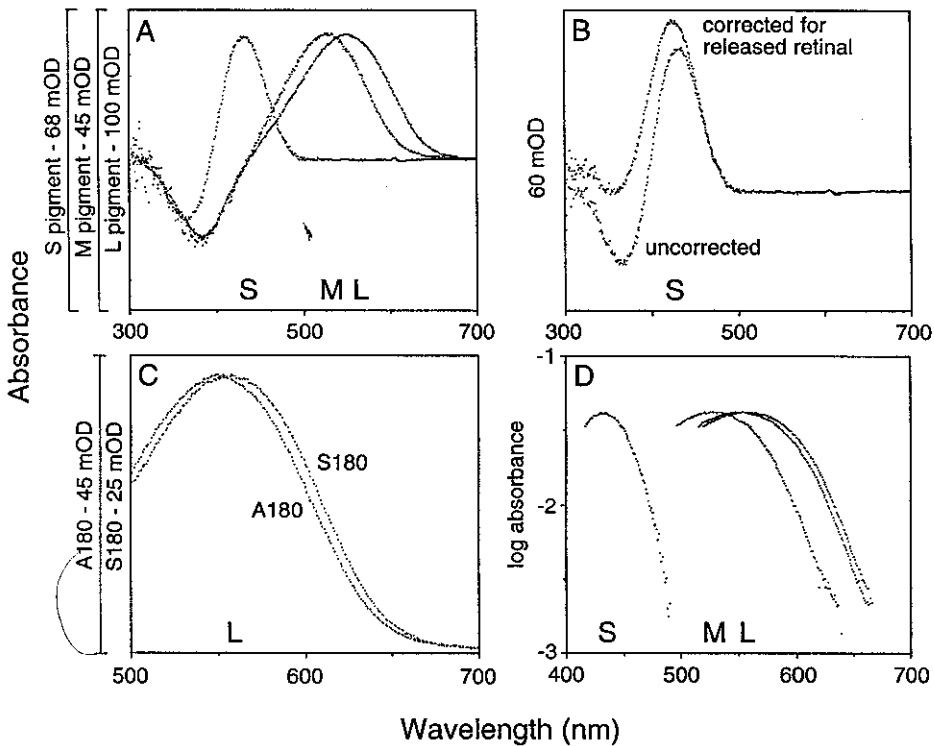 Absorbance
S pigment - 68 mOD
M pigment - 45 mOD
L pigment - 100 mOD
A
S
M L
300
500
700
B
corrected for
released retinal
uncorrected
60 mOD
S
300
500
700
A180 - 45 mOD
S180 - 25 mOD
C
S180
A180
L
500
600
700
D
log absorbance
-1
-2
-3
S
M L
400
500
600
700
Wavelength (nm)